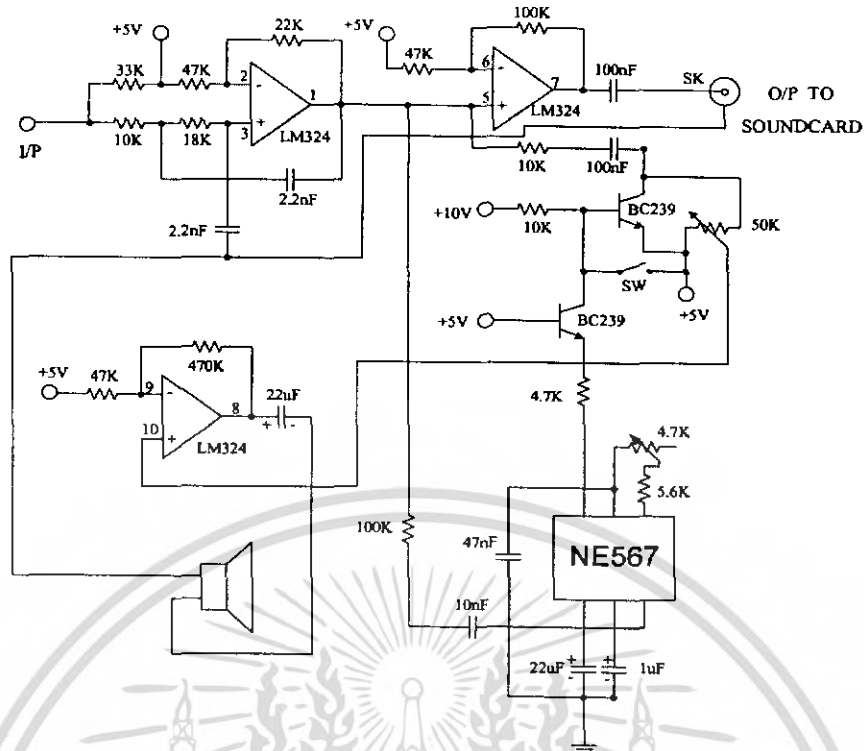 +5V
22K
33K
47K
2
-
1
LM324
I/P
10K
18K
+
3
2.2nF
2.2nF
+5V
47K
100K
6
-
7
5
+
LM324
100nF
SK
O/P TO
SOUNDCARD
10K
100nF
+10V
10K
BC239
50K
SW
+5V
+5V
BC239
4.7K
+5V
47K
470K
9
-
8
22uF
+
-
10
+
LM324
4.7K
5.6K
100K
47nF
NE567
10nF
22uF
+
-
+
-
1uF